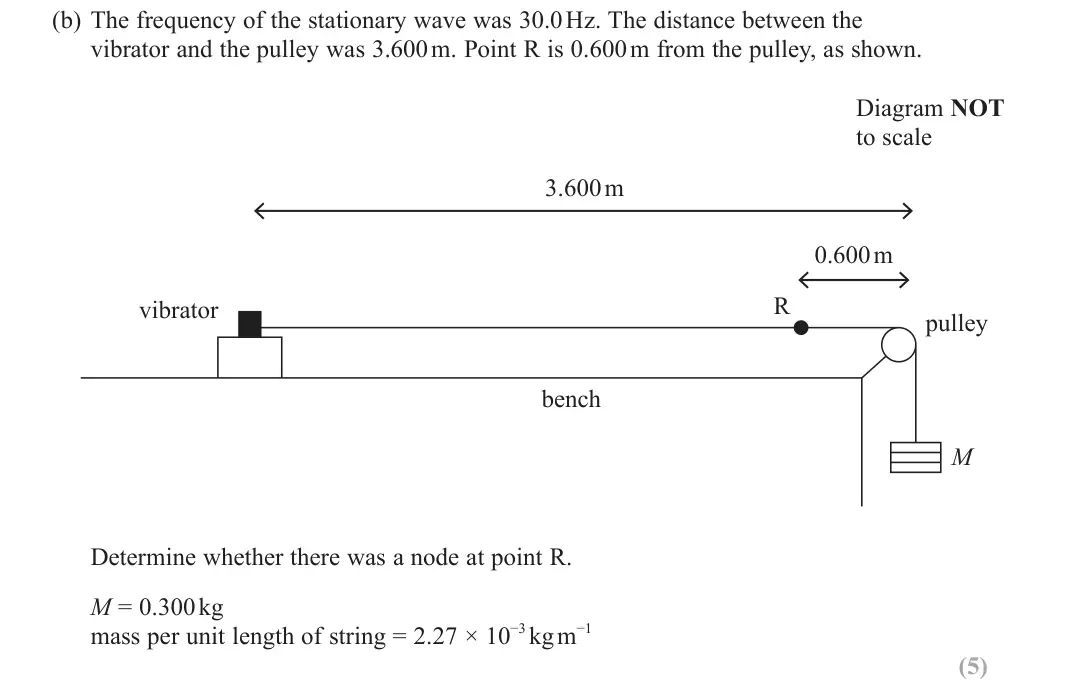 (b) The frequency of the stationary wave was 30.0 Hz. The distance between the
vibrator and the pulley was 3.600 m. Point R is 0.600 m from the pulley, as shown.
Diagram NOT
to scale
3.600 m
0.600 m
vibrator
R
pulley
bench
M
Determine whether there was a node at point R.
M = 0.300 kg
mass per unit length of string = 2.27 × 10⁻³ kg m⁻¹
(5)